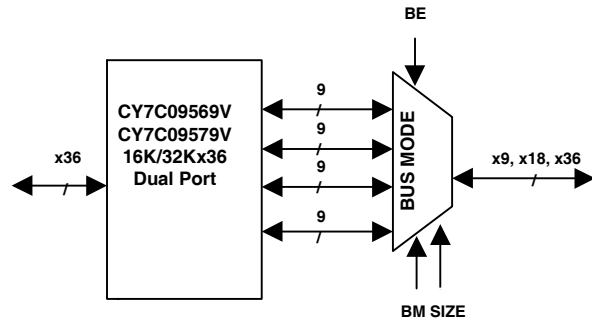 BE
9
CY7C09569V
CY7C09579V
16K/32Kx36
Dual Port
9
x36
BUS MODE
x9, x18, x36
9
9
BM SIZE